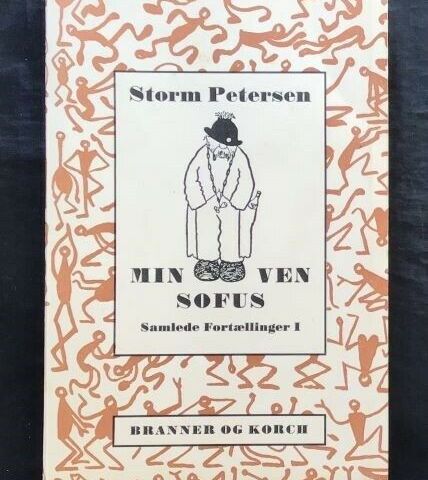 Storm Petersen
MIN VEN
SOFUS
Samlede Fortællinger I
BRANNER OG KORCH